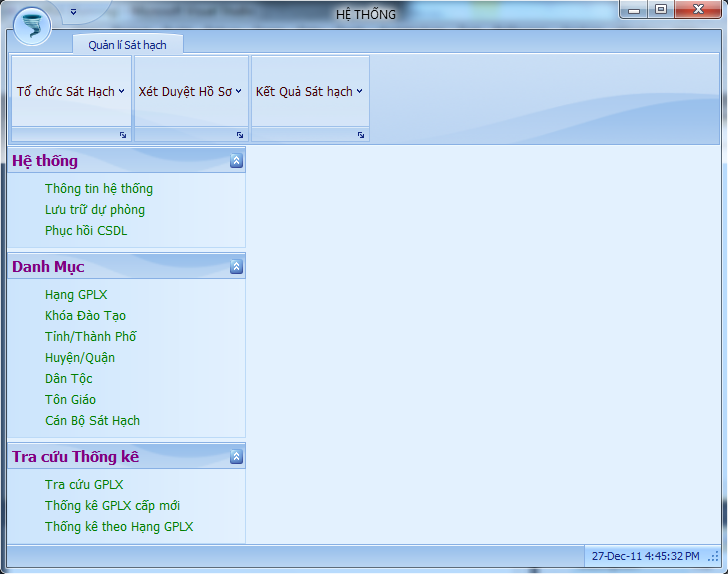 HỆ THỐNG
Quản lí Sát hạch
Tổ chức Sát Hạch
Xét Duyệt Hồ Sơ
Kết Quả Sát hạch
Hệ thống
Thông tin hệ thống
Lưu trữ dự phòng
Phục hồi CSDL
Danh Mục
Hạng GPLX
Khóa Đào Tạo
Tỉnh/Thành Phố
Huyện/Quận
Dân Tộc
Tôn Giáo
Cán Bộ Sát Hạch
Tra cứu Thống kê
Tra cứu GPLX
Thống kê GPLX cấp mới
Thống kê theo Hạng GPLX
27-Dec-11 4:45:32 PM